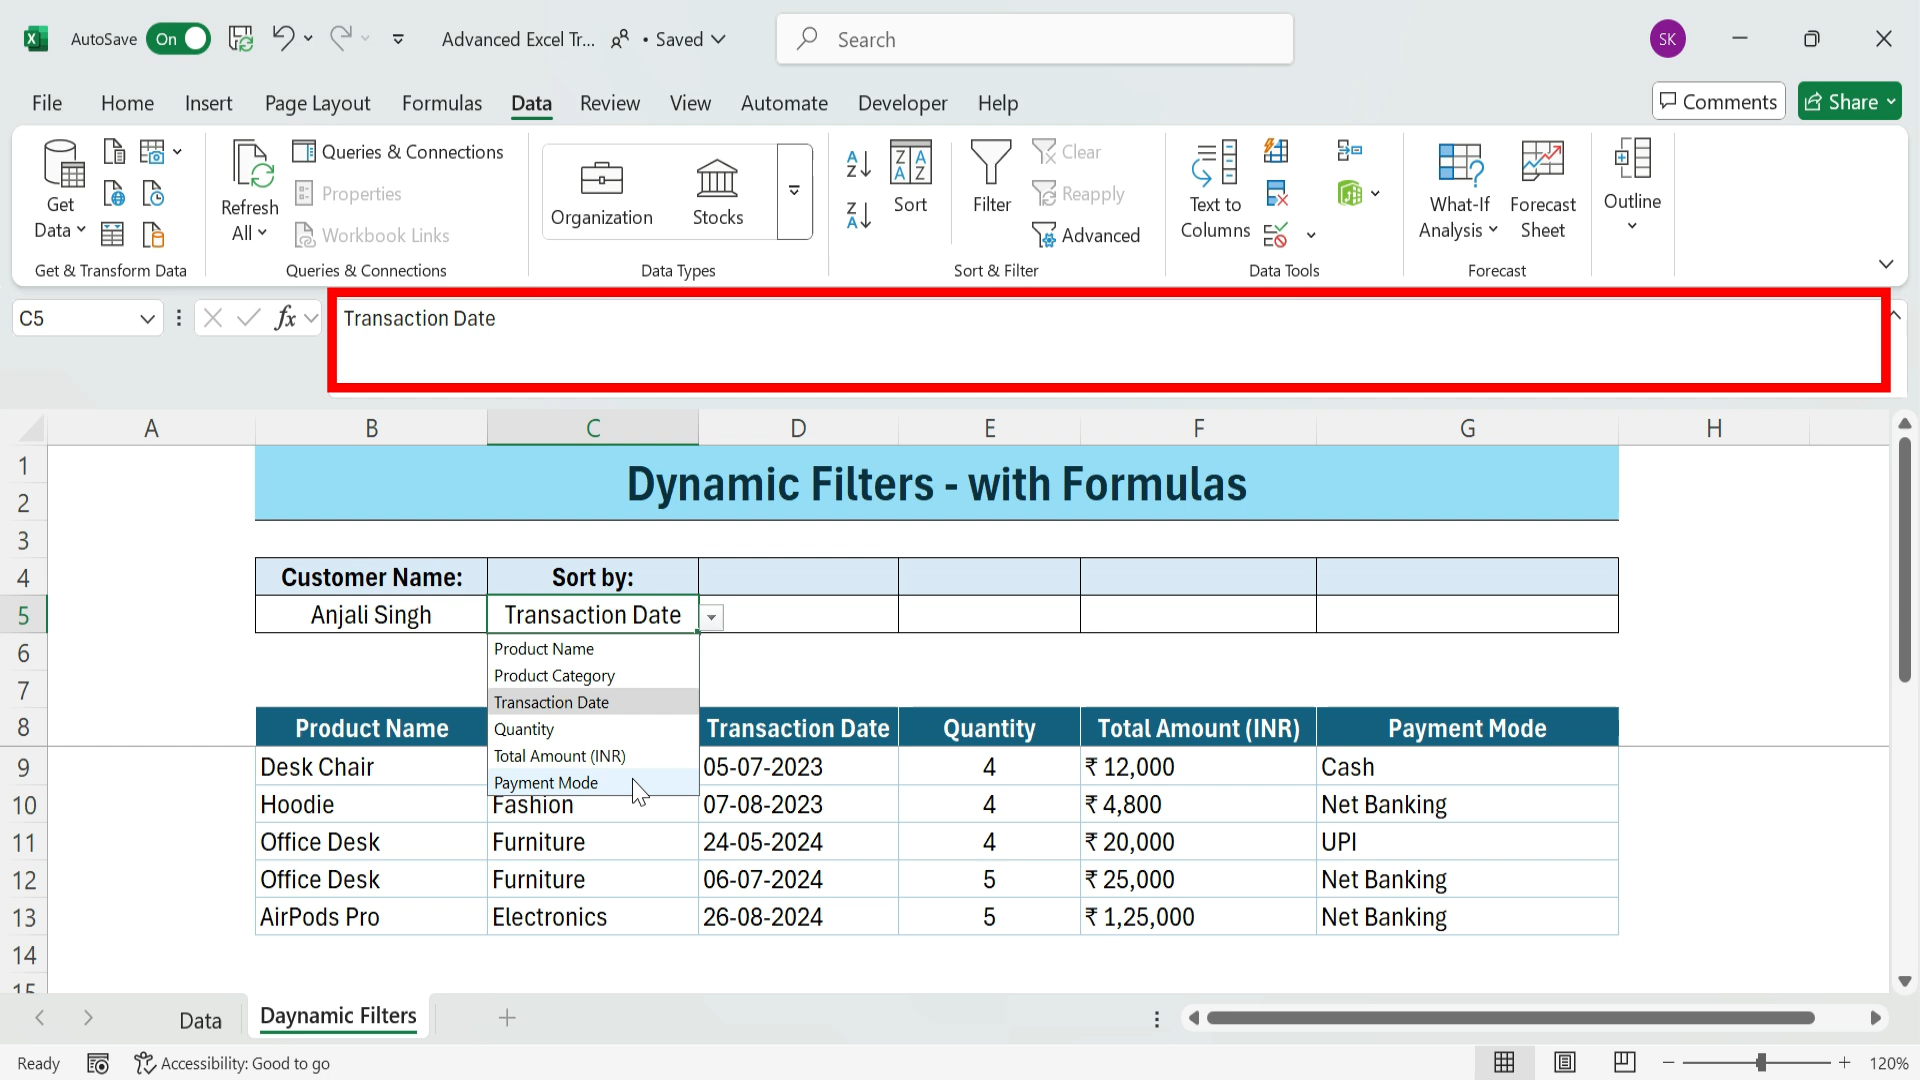 AutoSave On Advanced Excel Tr... • Saved Search SK
File Home Insert Page Layout Formulas Data Review View Automate Developer Help Comments Share
Get Data
Refresh All
Queries & Connections
Properties
Workbook Links
Organization
Stocks
Sort
Filter
Clear
Reapply
Advanced
Text to Columns
What-If Analysis
Forecast Sheet
Outline
Get & Transform Data Queries & Connections Data Types Sort & Filter Data Tools Forecast
C5 fx Transaction Date
A B C D E F G H
1
2 Dynamic Filters - with Formulas
3
4 Customer Name: Sort by:
5 Anjali Singh Transaction Date
6 Product Name
Product Category
7 Transaction Date
8 Product Name Quantity Transaction Date Quantity Total Amount (INR) Payment Mode
9 Desk Chair Total Amount (INR) 05-07-2023 4 ₹ 12,000 Cash
Payment Mode
10 Hoodie Fashion 07-08-2023 4 ₹ 4,800 Net Banking
11 Office Desk Furniture 24-05-2024 4 ₹ 20,000 UPI
12 Office Desk Furniture 06-07-2024 5 ₹ 25,000 Net Banking
13 AirPods Pro Electronics 26-08-2024 5 ₹ 1,25,000 Net Banking
14
15
Data Daynamic Filters
Ready Accessibility: Good to go 120%